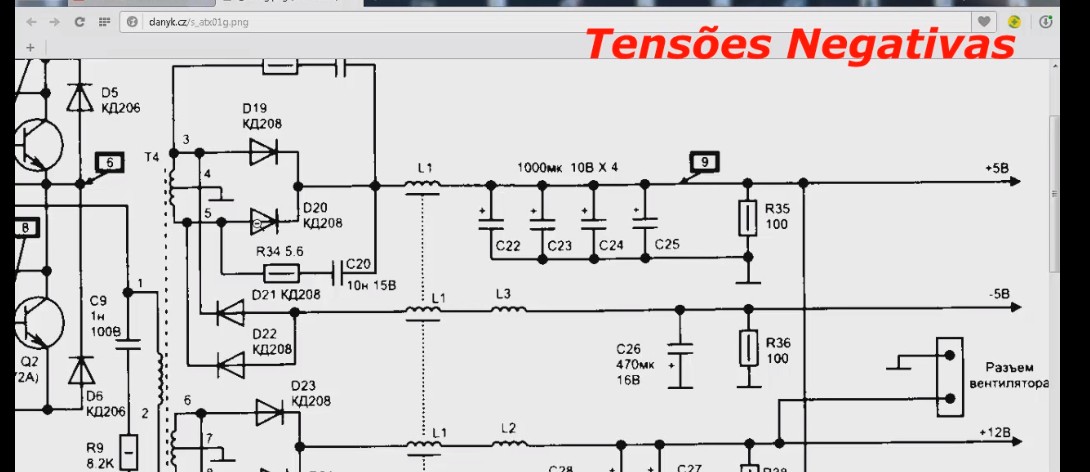 danyk.cz/s_atx01g.png
Tensões Negativas
D5
КД206
D19
КД208
3
T4
6
L1
1000мк 10В X 4
9
+5В
4
5
D20
КД208
R35
100
8
C22
C23
C24
C25
R34 5.6
C20
10н 15В
1
D21 КД208
L1
L3
-5В
C9
1н
100В
D22
КД208
C26
470мк
16В
R36
100
Q2
2A)
D6
КД206
2
6
D23
КД208
Разъем
вентилятора
7
L1
L2
+12В
R9
8.2K
C28
C27